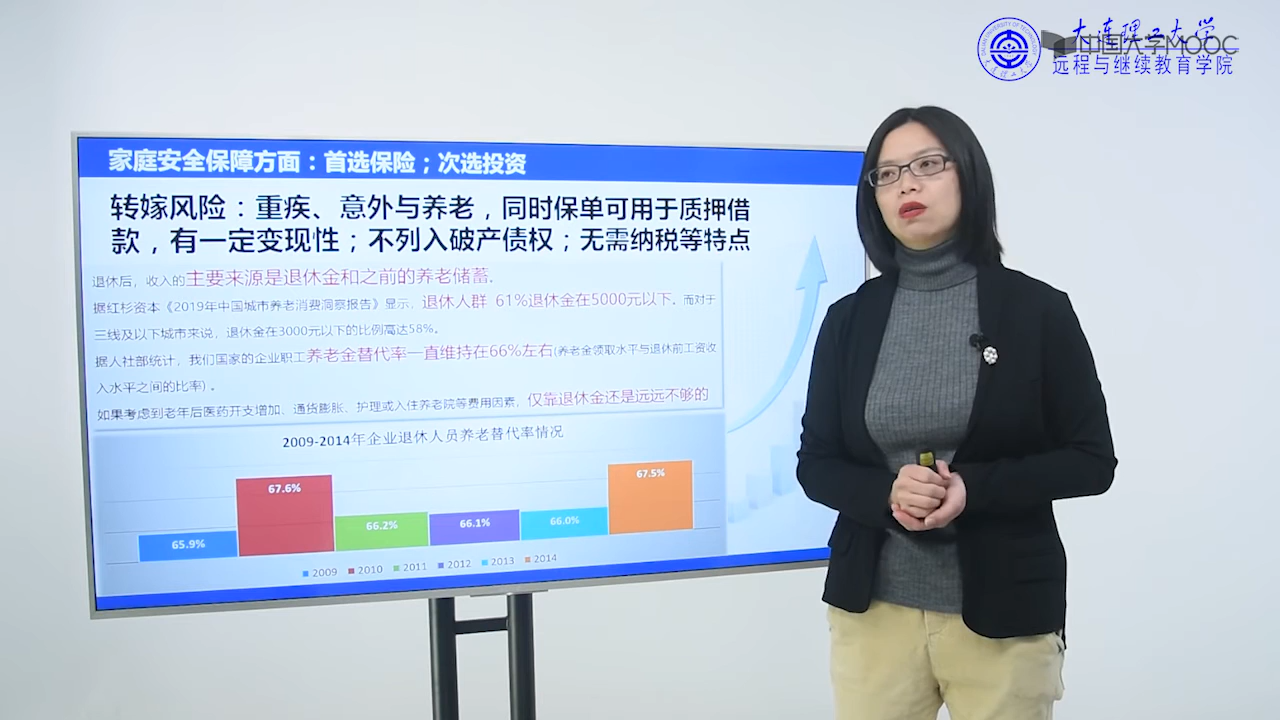 大连理工大学
中国大学MOOC
远程与继续教育学院
家庭安全保障方面：首选保险；次选投资
转嫁风险：重疾、意外与养老，同时保单可用于质押借
款，有一定变现性；不列入破产债权；无需纳税等特点
退休后，收入的主要来源是退休金和之前的养老储蓄。
据红杉资本《2019年中国城市养老消费洞察报告》显示，退休人群 61%退休金在5000元以下。而对于
三线及以下城市来说，退休金在3000元以下的比例高达58%。
据人社部统计，我们国家的企业职工养老金替代率一直维持在66%左右(养老金领取水平与退休前工资收
入水平之间的比率) 。
如果考虑到老年后医药开支增加、通货膨胀、护理或入住养老院等费用因素，仅靠退休金还是远远不够的
2009-2014年企业退休人员养老替代率情况
65.9%
67.6%
66.2%
66.1%
66.0%
67.5%
2009 2010 2011 2012 2013 2014